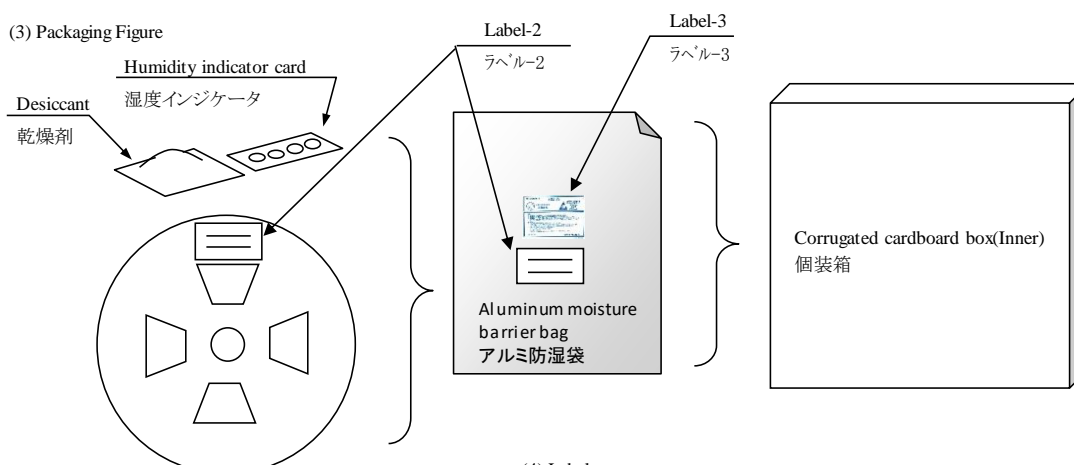 (3) Packaging Figure
Label-2
ラベル-2
Label-3
ラベル-3
Humidity indicator card
湿度インジケータ
Desiccant
乾燥剤
Corrugated cardboard box(Inner)
個装箱
Aluminum moisture
barrier bag
アルミ防湿袋